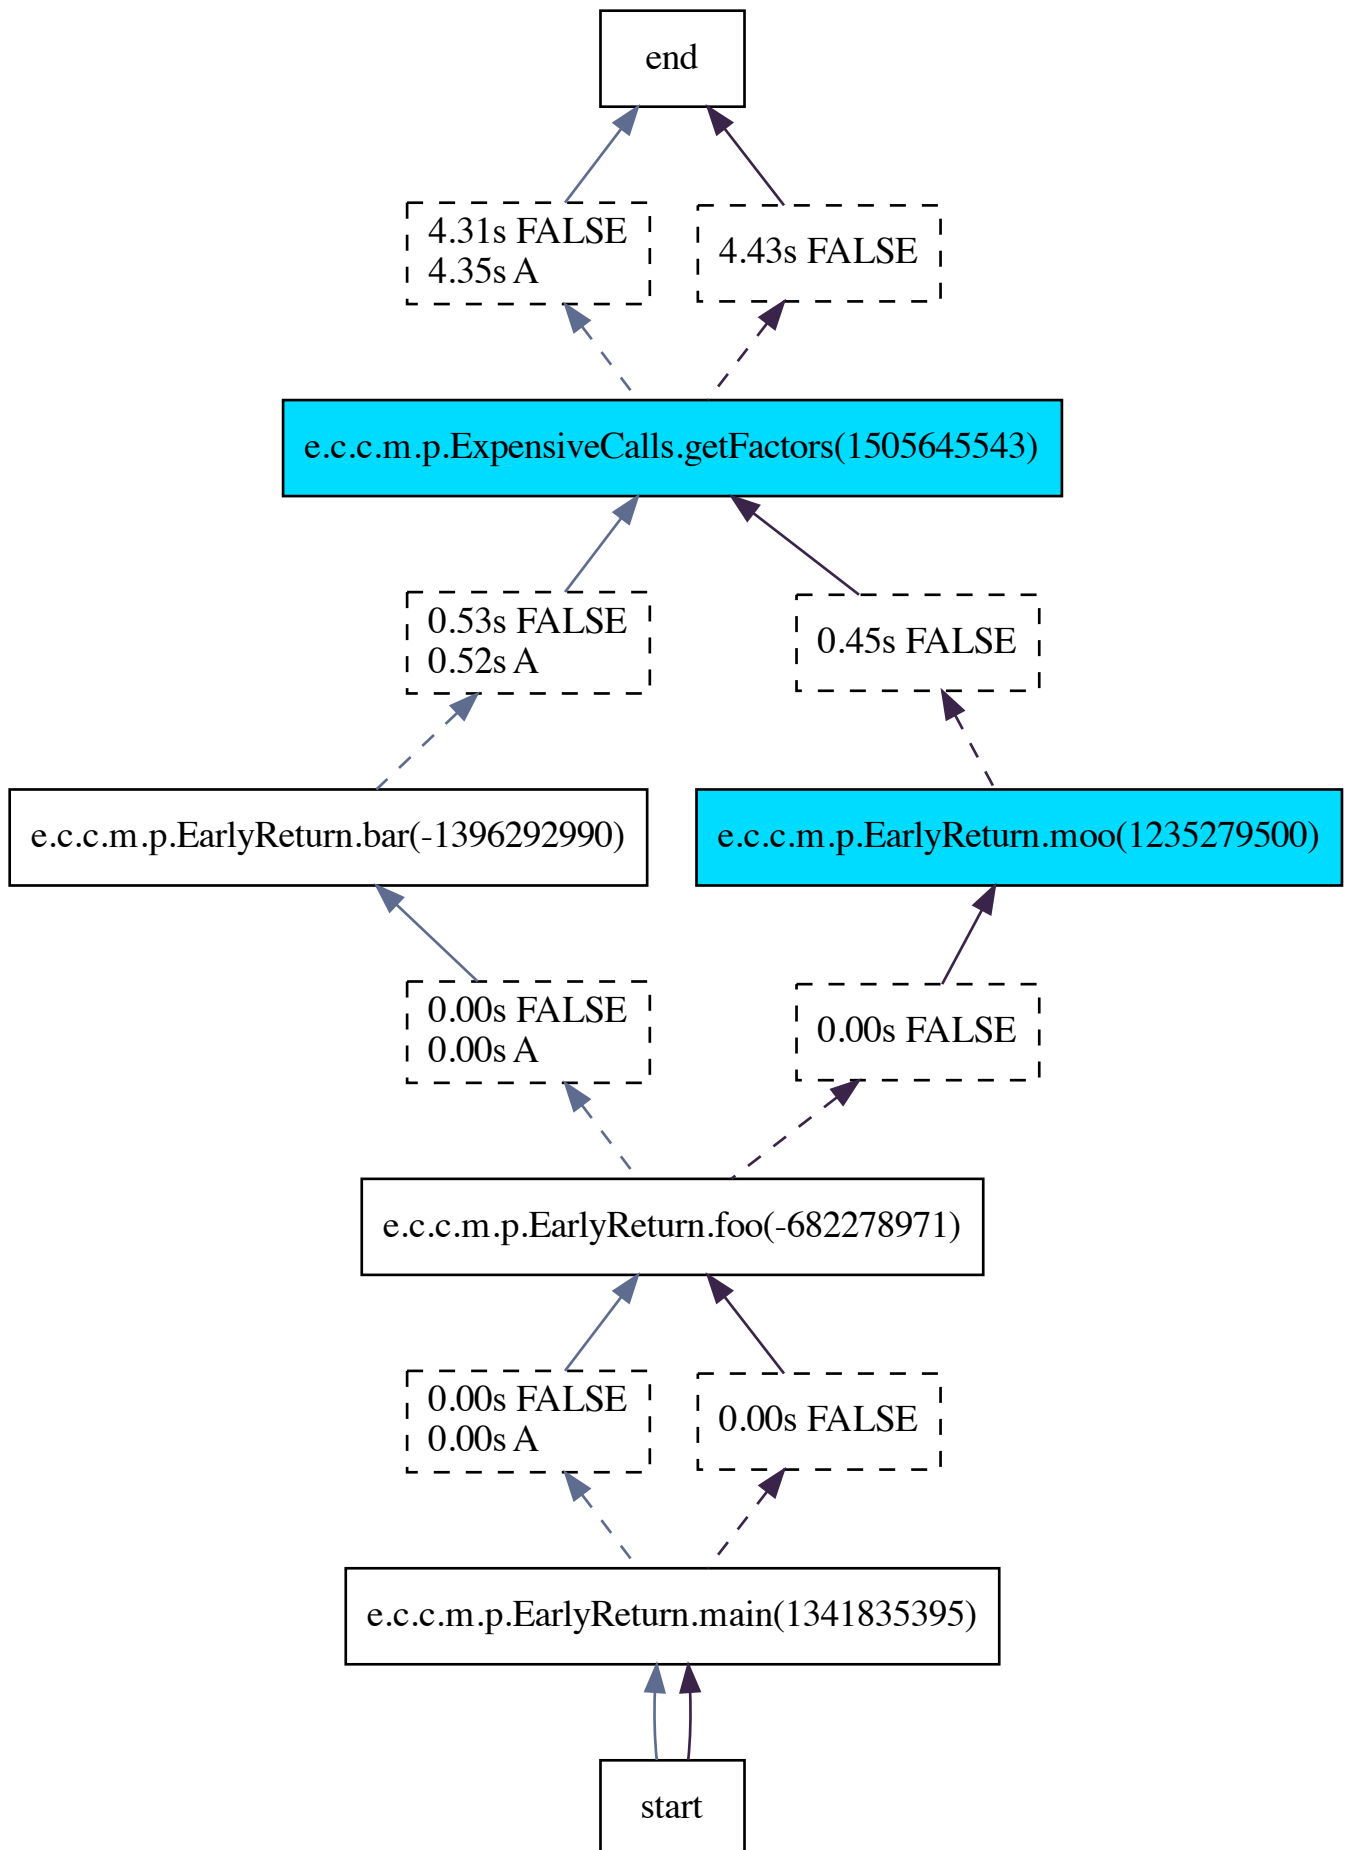 end
4.31s FALSE
4.35s A
4.43s FALSE
e.c.c.m.p.ExpensiveCalls.getFactors(1505645543)
0.53s FALSE
0.52s A
0.45s FALSE
e.c.c.m.p.EarlyReturn.bar(-1396292990)
e.c.c.m.p.EarlyReturn.moo(1235279500)
0.00s FALSE
0.00s A
0.00s FALSE
e.c.c.m.p.EarlyReturn.foo(-682278971)
0.00s FALSE
0.00s A
0.00s FALSE
e.c.c.m.p.EarlyReturn.main(1341835395)
start